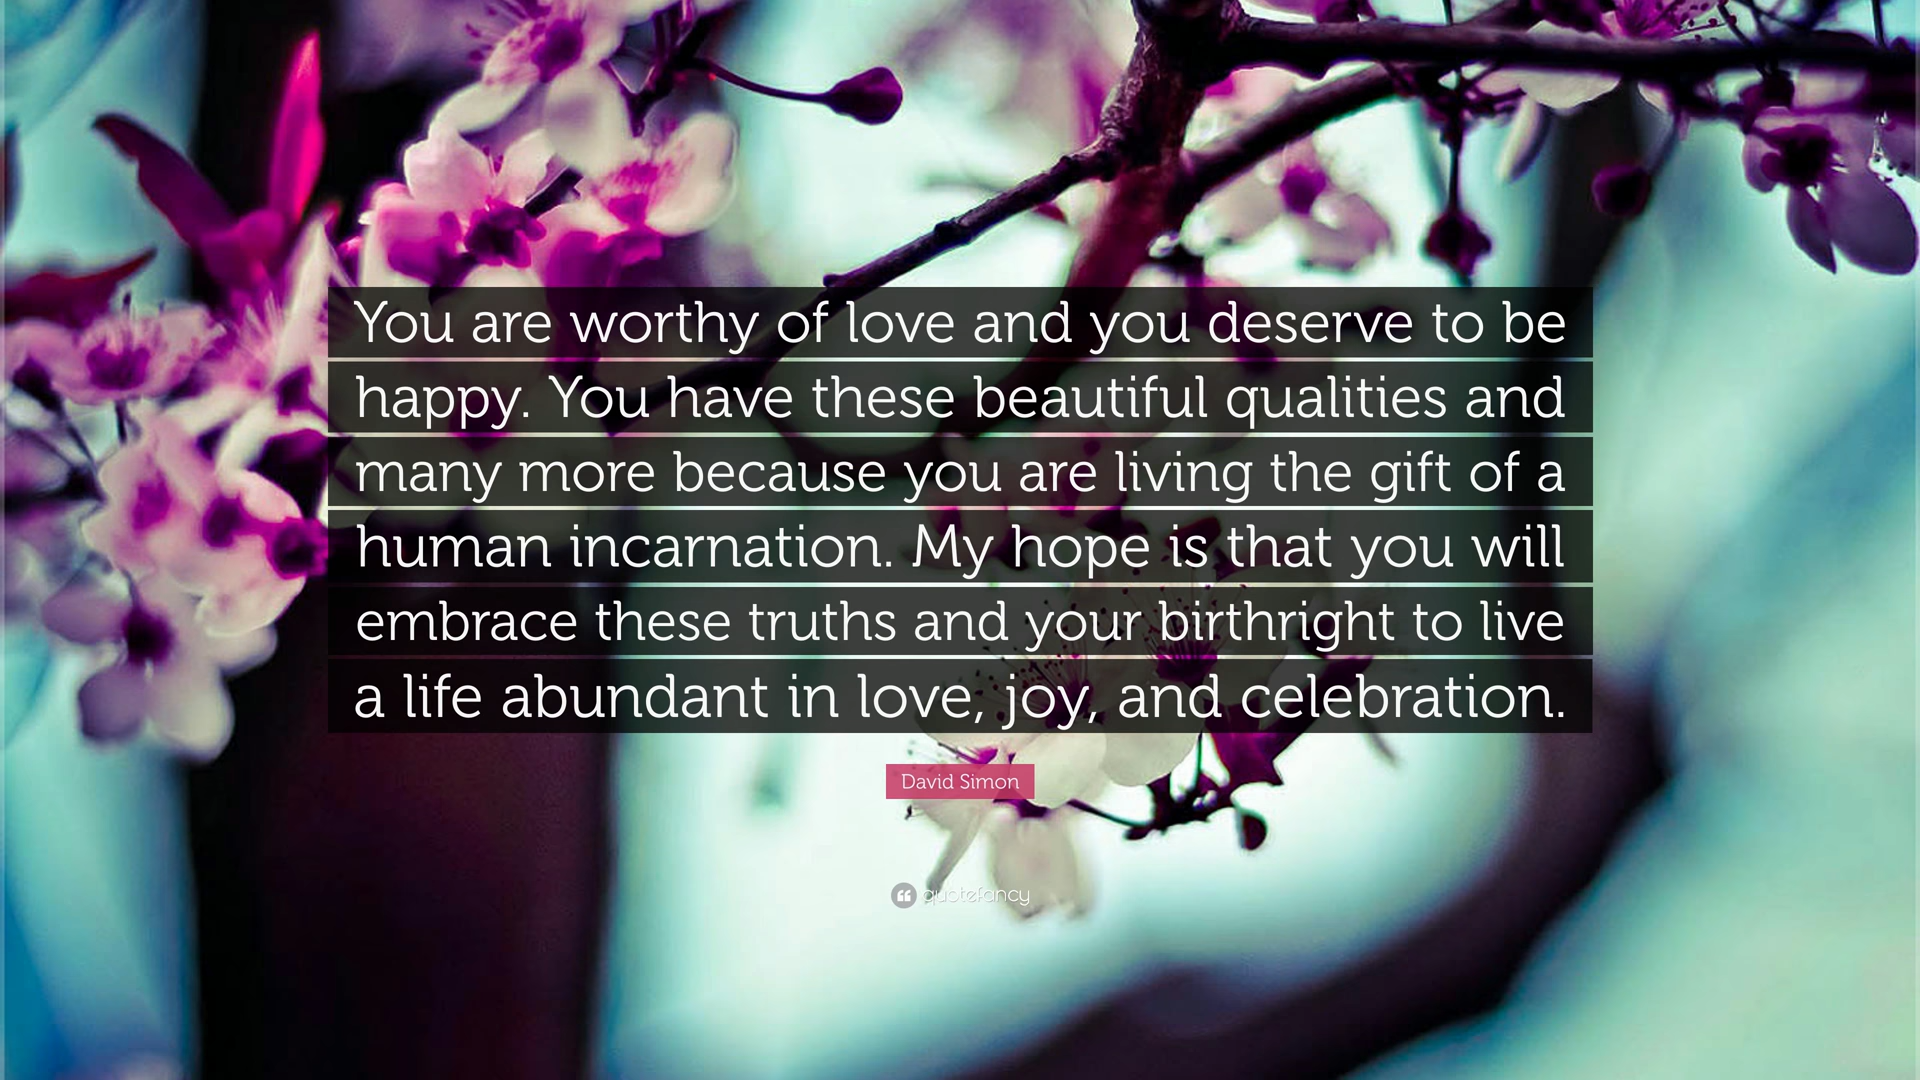 You are worthy of love and you deserve to be
happy. You have these beautiful qualities and
many more because you are living the gift of a
human incarnation. My hope is that you will
embrace these truths and your birthright to live
a life abundant in love, joy, and celebration.
David Simon
quotefancy